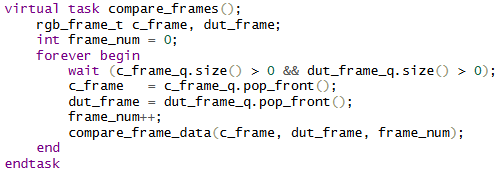 virtual task compare_frames();
    rgb_frame_t c_frame, dut_frame;
    int frame_num = 0;
    forever begin
        wait (c_frame_q.size() > 0 && dut_frame_q.size() > 0);
        c_frame   = c_frame_q.pop_front();
        dut_frame = dut_frame_q.pop_front();
        frame_num++;
        compare_frame_data(c_frame, dut_frame, frame_num);
    end
endtask